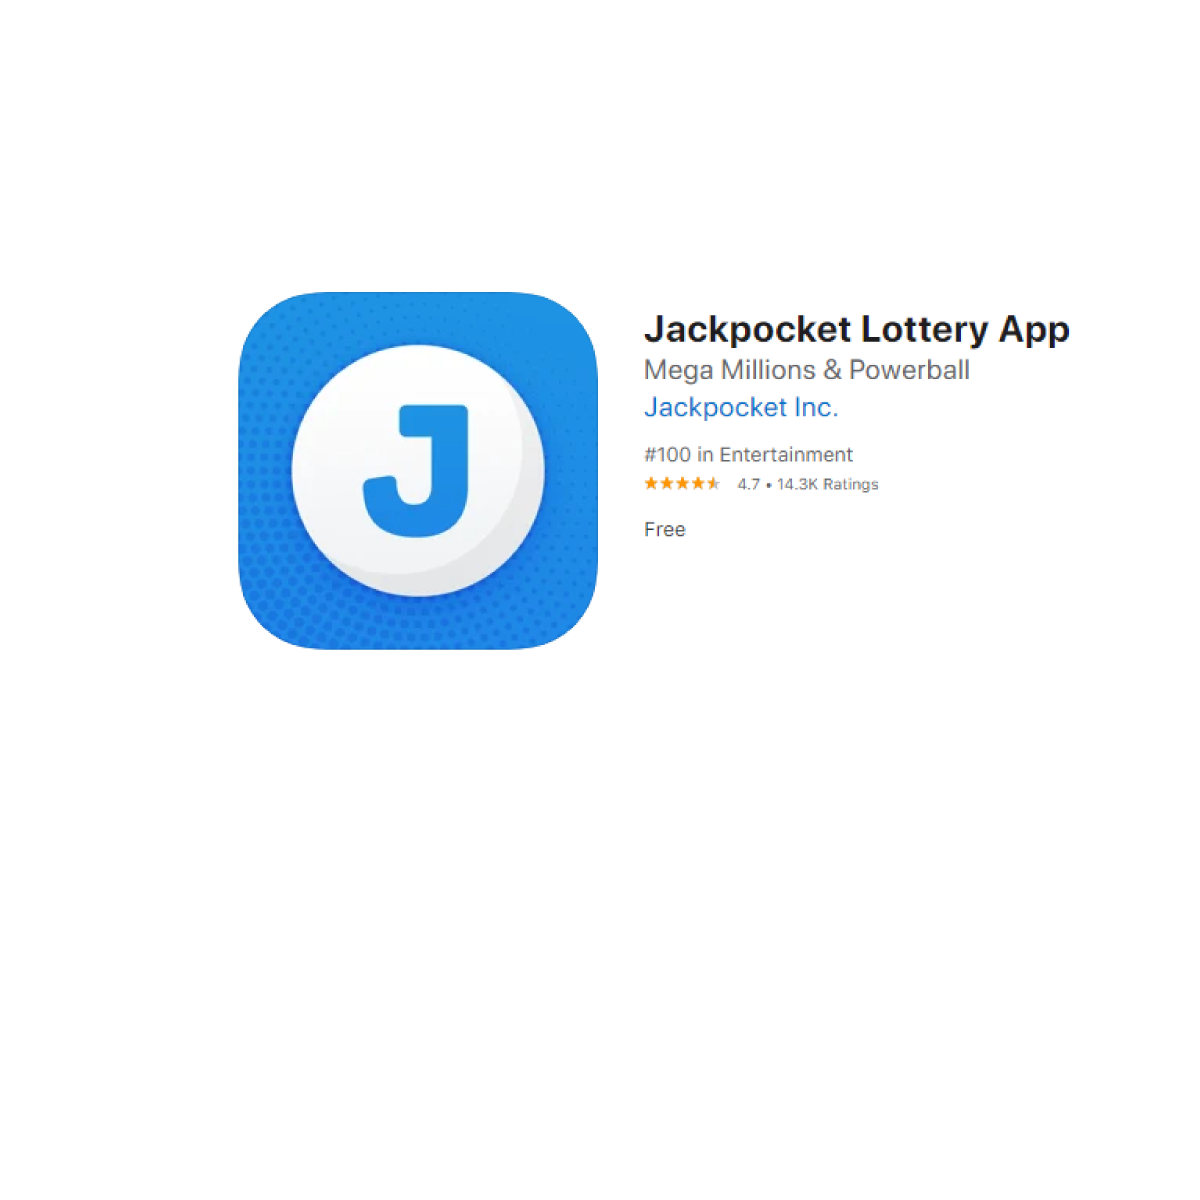 J
Jackpocket Lottery App
Mega Millions & Powerball
Jackpocket Inc.
#100 in Entertainment
4.7 • 14.3K Ratings
Free